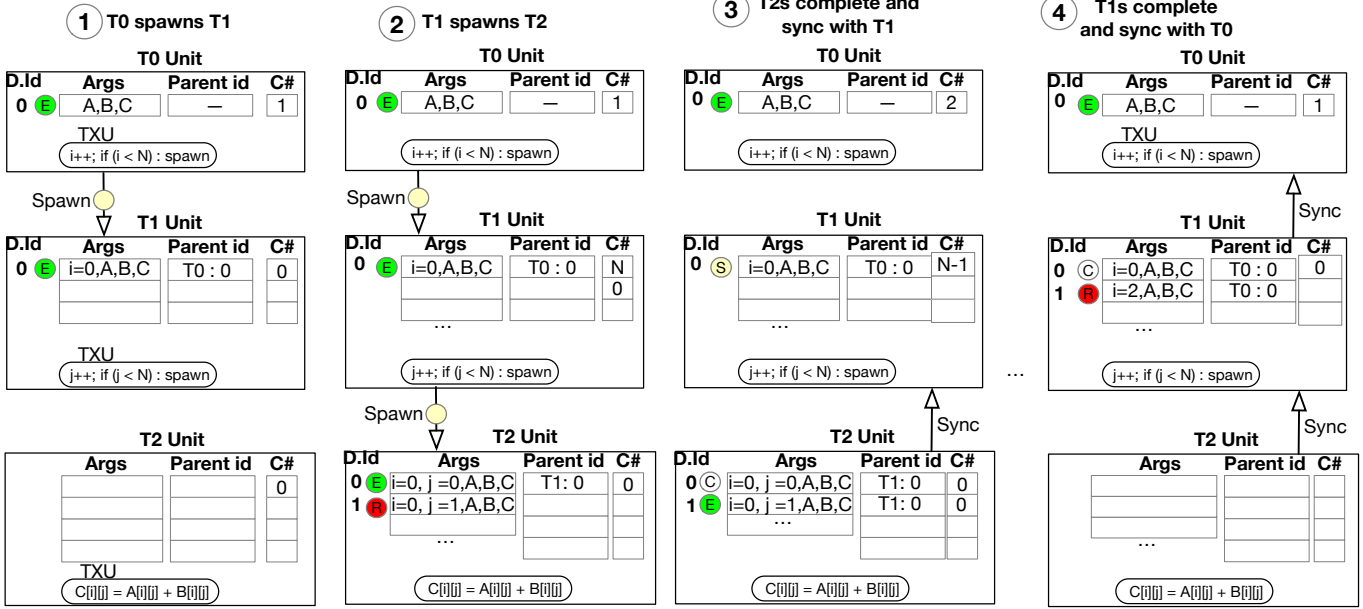 1 T0 spawns T1
T0 Unit
D.Id Args Parent id C#
0 E A,B,C — 1
TXU
i++; if (i < N) : spawn
Spawn
T1 Unit
D.Id Args Parent id C#
0 E i=0,A,B,C T0 : 0 0
TXU
j++; if (j < N) : spawn
T2 Unit
Args Parent id C#
0
TXU
C[i][j] = A[i][j] + B[i][j]
2 T1 spawns T2
T0 Unit
D.Id Args Parent id C#
0 E A,B,C — 1
i++; if (i < N) : spawn
Spawn
T1 Unit
D.Id Args Parent id C#
0 E i=0,A,B,C T0 : 0 N
0
...
j++; if (j < N) : spawn
Spawn
T2 Unit
D.Id Args Parent id C#
0 E i=0, j =0,A,B,C T1: 0 0
1 R i=0, j =1,A,B,C
...
C[i][j] = A[i][j] + B[i][j]
3 T2s complete and
sync with T1
T0 Unit
D.Id Args Parent id C#
0 E A,B,C — 2
i++; if (i < N) : spawn
T1 Unit
D.Id Args Parent id C#
0 S i=0,A,B,C T0 : 0 N-1
...
j++; if (j < N) : spawn
Sync
T2 Unit
D.Id Args Parent id C#
0 C i=0, j =0,A,B,C T1: 0 0
1 E i=0, j =1,A,B,C T1: 0 0
...
C[i][j] = A[i][j] + B[i][j]
...
4 T1s complete
and sync with T0
T0 Unit
D.Id Args Parent id C#
0 E A,B,C — 1
TXU
i++; if (i < N) : spawn
Sync
T1 Unit
D.Id Args Parent id C#
0 C i=0,A,B,C T0 : 0 0
1 R i=2,A,B,C T0 : 0
...
j++; if (j < N) : spawn
Sync
T2 Unit
Args Parent id C#
...
C[i][j] = A[i][j] + B[i][j]